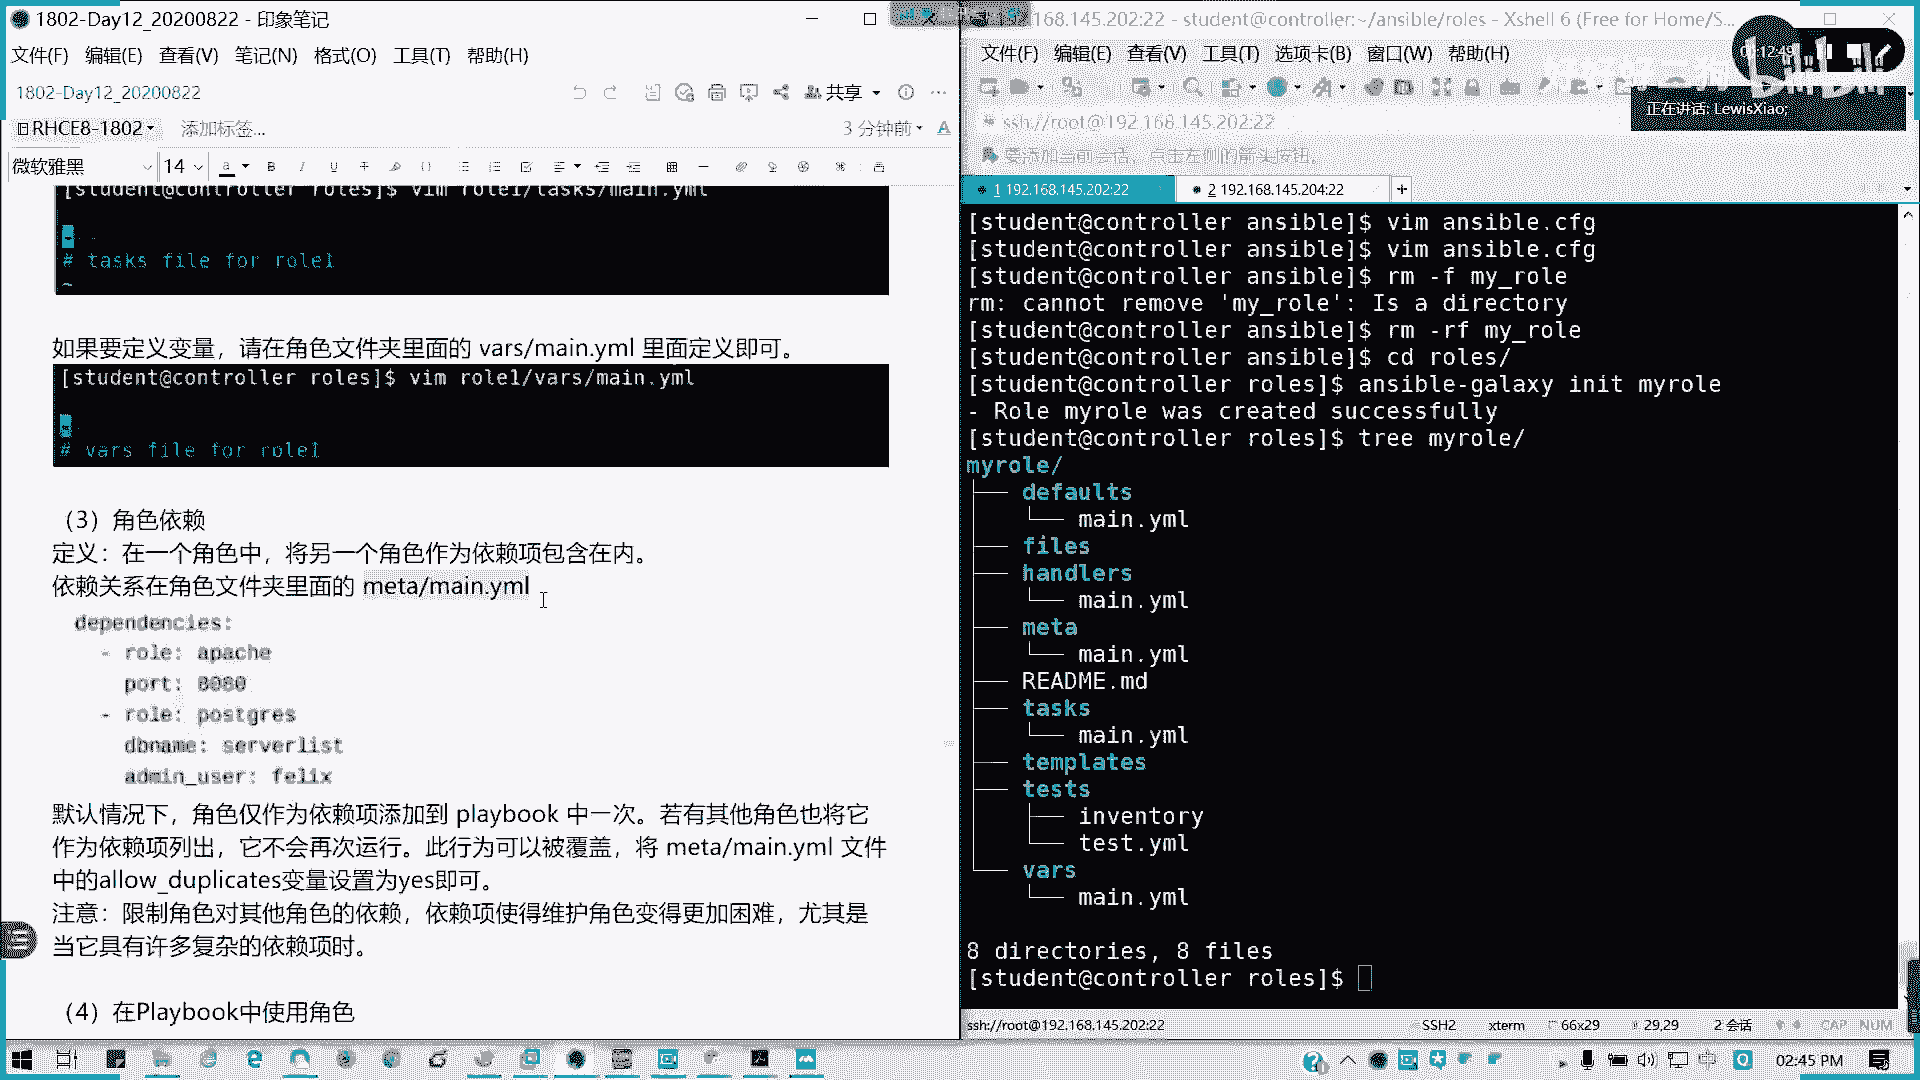 1802-Day12_20200822 - 印象笔记
文件(F) 编辑(E) 查看(V) 笔记(N) 格式(O) 工具(T) 帮助(H)
1802-Day12_20200822
共享
RHCE8-1802
添加标签...
3 分钟前
微软雅黑
14
[student@controller roles]$ vim role1/tasks/main.yml
# tasks file for role1
~
如果要定义变量，请在角色文件夹里面的 vars/main.yml 里面定义即可。
[student@controller roles]$ vim role1/vars/main.yml
# vars file for role1
（3）角色依赖
定义：在一个角色中，将另一个角色作为依赖项包含在内。
依赖关系在角色文件夹里面的 meta/main.yml
dependencies:
- role: apache
port: 8080
- role: postgres
dbname: serverlist
admin_user: felix
默认情况下，角色仅作为依赖项添加到 playbook 中一次。若有其他角色也将它
作为依赖项列出，它不会再次运行。此行为可以被覆盖，将 meta/main.yml 文件
中的allow_duplicates变量设置为yes即可。
注意：限制角色对其他角色的依赖，依赖项使得维护角色变得更加困难，尤其是
当它具有许多复杂的依赖项时。
（4）在Playbook中使用角色
168.145.202:22 - student@controller:~/ansible/roles - Xshell 6 (Free for Home/S...
文件(F) 编辑(E) 查看(V) 工具(T) 选项卡(B) 窗口(W) 帮助(H)
12:49
bilibili
正在讲话: LewisXiao;
ssh://root@192.168.145.202:22
要添加当前会话，点击左侧的箭头按钮。
1 192.168.145.202:22
2 192.168.145.204:22
[student@controller ansible]$ vim ansible.cfg
[student@controller ansible]$ vim ansible.cfg
[student@controller ansible]$ rm -f my_role
rm: cannot remove 'my_role': Is a directory
[student@controller ansible]$ rm -rf my_role
[student@controller ansible]$ cd roles/
[student@controller roles]$ ansible-galaxy init myrole
- Role myrole was created successfully
[student@controller roles]$ tree myrole/
myrole/
├── defaults
│   └── main.yml
├── files
├── handlers
│   └── main.yml
├── meta
│   └── main.yml
├── README.md
├── tasks
│   └── main.yml
├── templates
├── tests
│   ├── inventory
│   └── test.yml
└── vars
    └── main.yml
8 directories, 8 files
[student@controller roles]$
ssh://root@192.168.145.202:22
SSH2
xterm
66x29
29,29
2 会话
CAP
NUM
02:45 PM